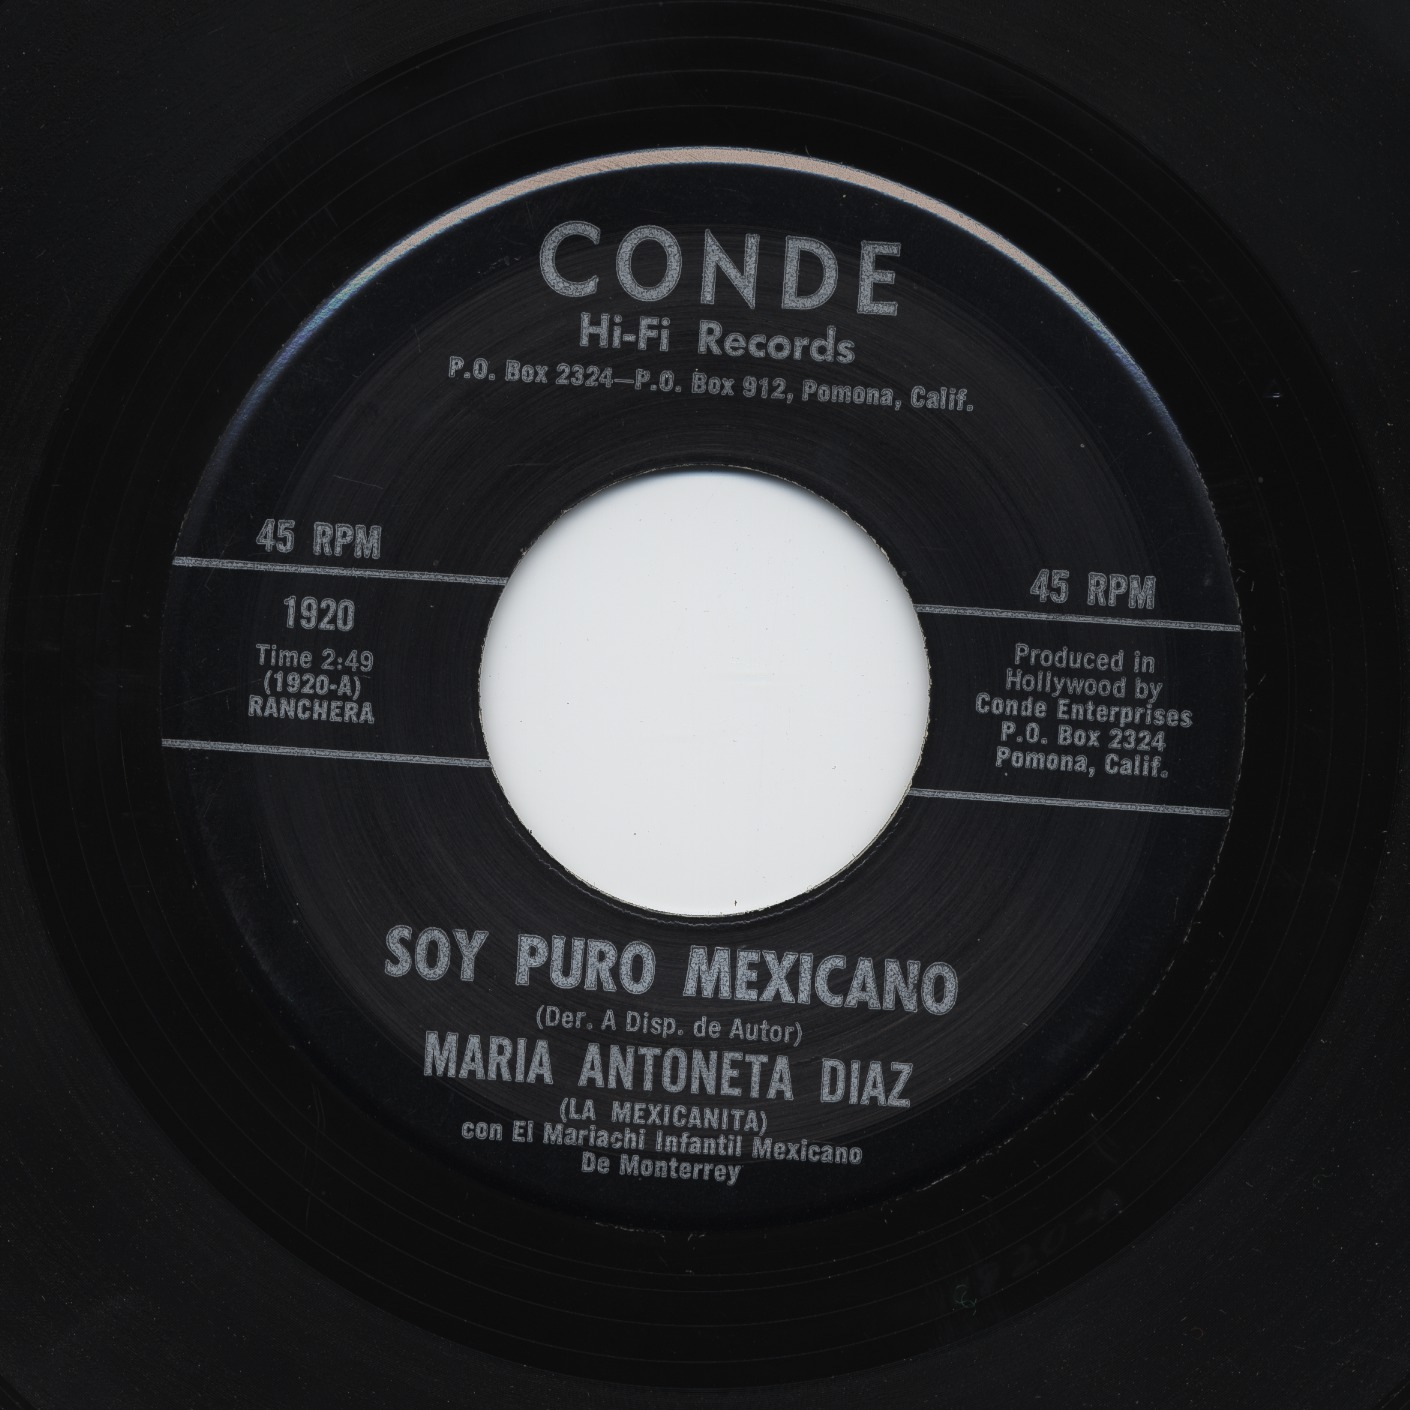 CONDE
Hi-Fi Records
P.O. Box 2324—P.O. Box 912, Pomona, Calif.
45 RPM
1920
Time 2:49
(1920-A)
RANCHERA
45 RPM
Produced in
Hollywood by
Conde Enterprises
P.O. Box 2324
Pomona, Calif.
SOY PURO MEXICANO
(Der. A Disp. de Autor)
MARIA ANTONETA DIAZ
(LA MEXICANITA)
con El Mariachi Infantil Mexicano
De Monterrey